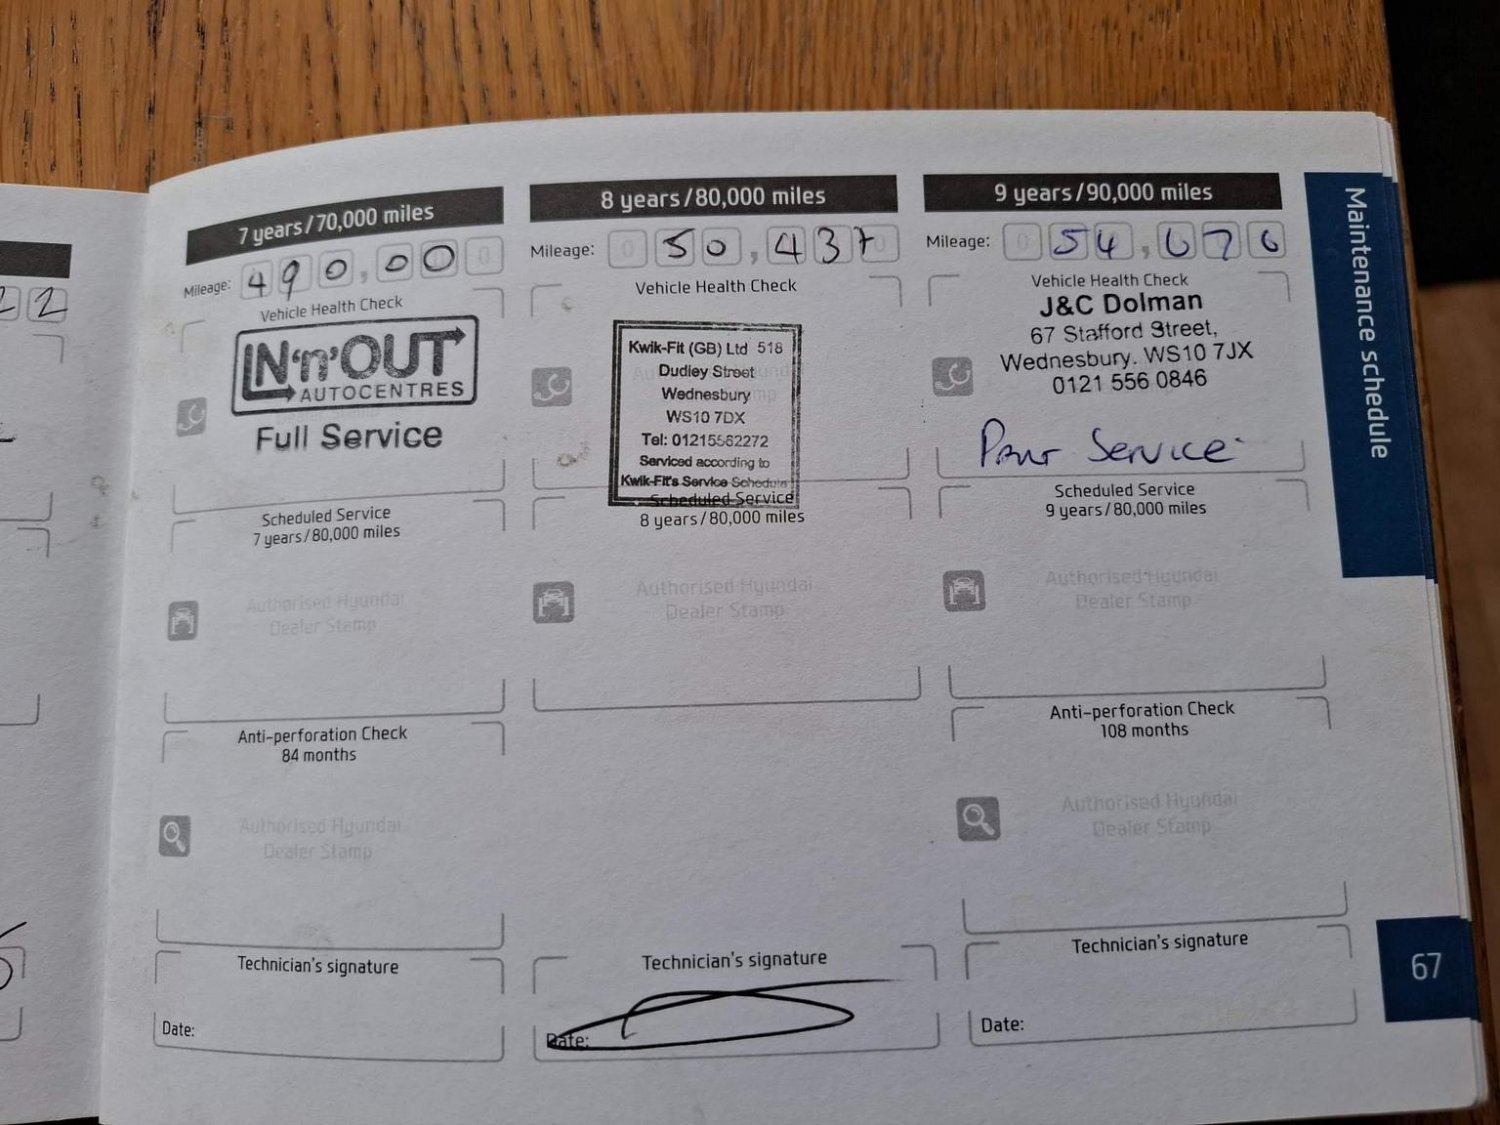 7 years/70,000 miles
Mileage: 490,000
Vehicle Health Check
IN'n'OUT
AUTOCENTRES
Full Service
Scheduled Service
7 years/80,000 miles
Authorised Hyundai
Dealer Stamp
Anti-perforation Check
84 months
Authorised Hyundai
Dealer Stamp
Technician's signature
Date:
8 years/80,000 miles
Mileage: 050,437
Vehicle Health Check
Kwik-Fit (GB) Ltd 518
Dudley Street
Wednesbury
WS10 7DX
Tel: 01215562272
Serviced according to
Kwik-Fit's Service Schedule
Scheduled Service
8 years/80,000 miles
Authorised Hyundai
Dealer Stamp
Technician's signature
Date:
9 years/90,000 miles
Mileage: 054,676
Vehicle Health Check
J&C Dolman
67 Stafford Street,
Wednesbury. WS10 7JX
0121 556 0846
Service
Scheduled Service
9 years/80,000 miles
Authorised Hyundai
Dealer Stamp
Anti-perforation Check
108 months
Authorised Hyundai
Dealer Stamp
Technician's signature
Date:
Maintenance schedule
67
22